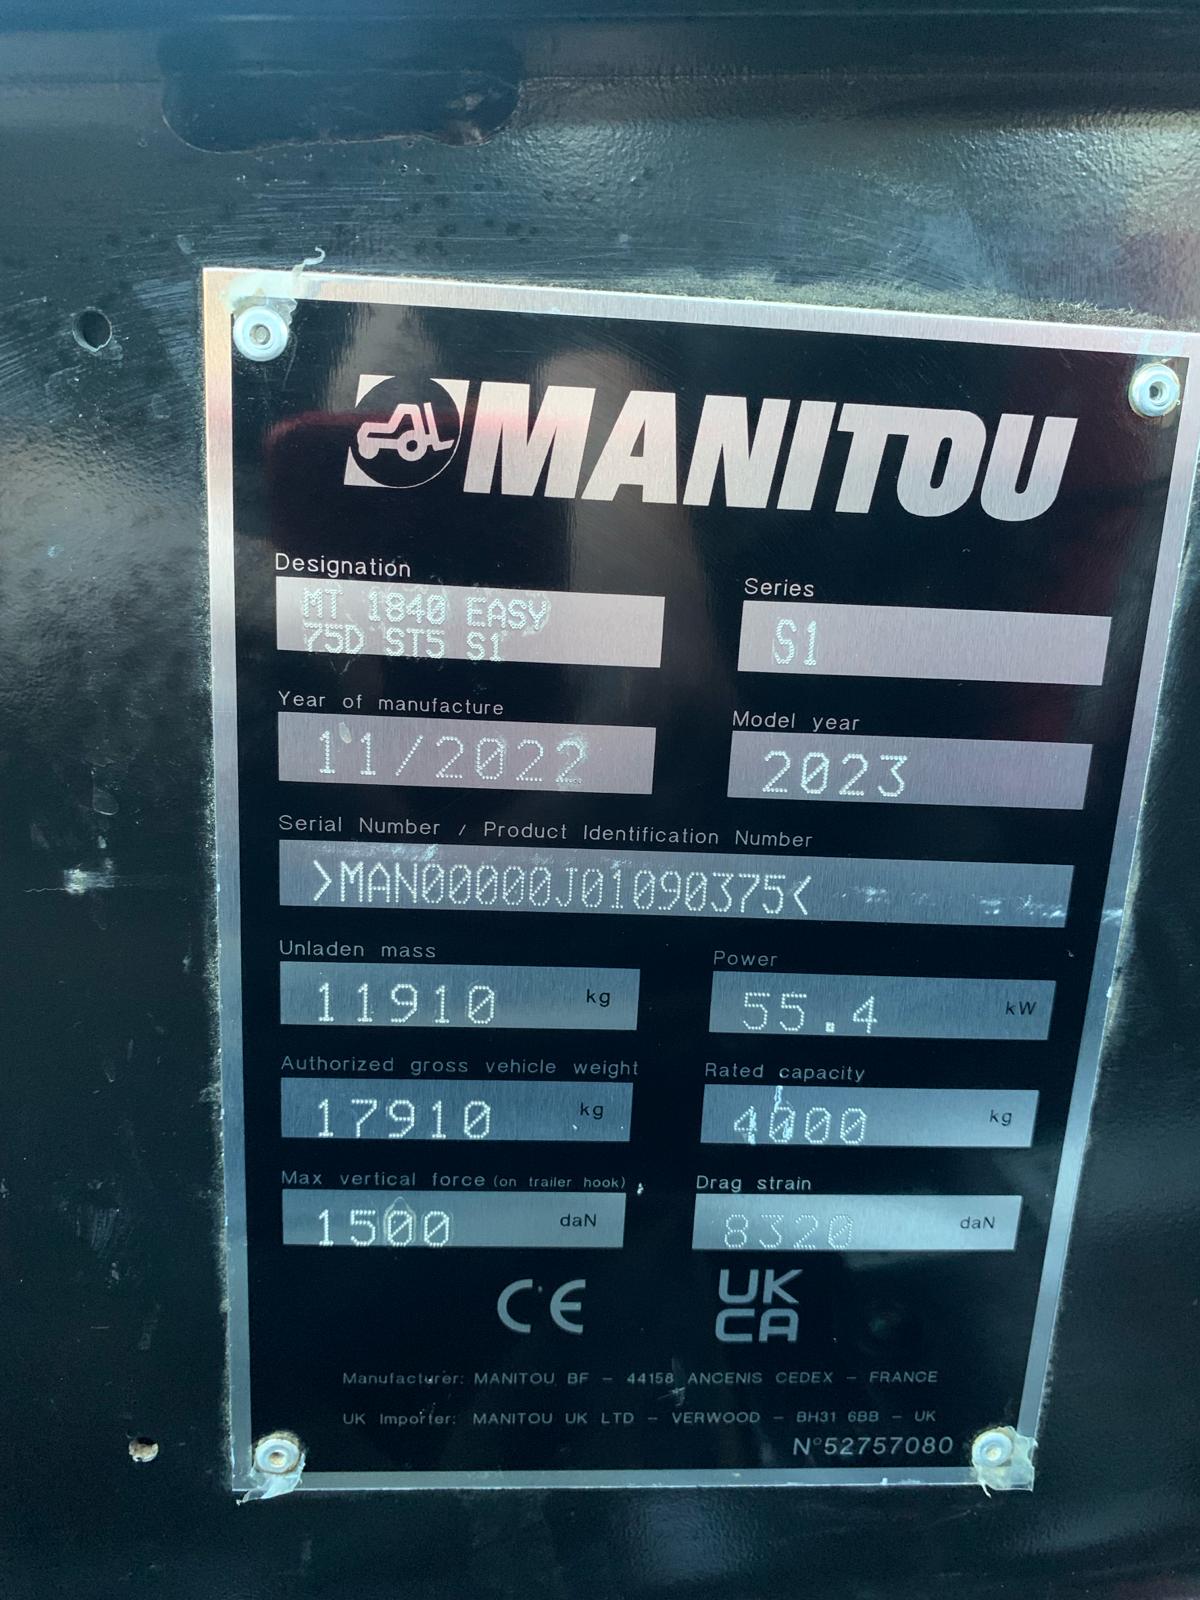 MANITOU
Designation
MT 1840 EASY
75D ST5 S1
Series
S1
Year of manufacture
11/2022
Model year
2023
Serial Number / Product Identification Number
>MAN00000J01090375<
Unladen mass
11910 kg
Power
55.4 kW
Authorized gross vehicle weight
17910 kg
Rated capacity
4000 kg
Max vertical force (on trailer hook)
1500 daN
Drag strain
8320 daN
CE
UK
CA
Manufacturer: MANITOU BF - 44158 ANCENIS CEDEX - FRANCE
UK Importer: MANITOU UK LTD - VERWOOD - BH31 6BB - UK
N°52757080